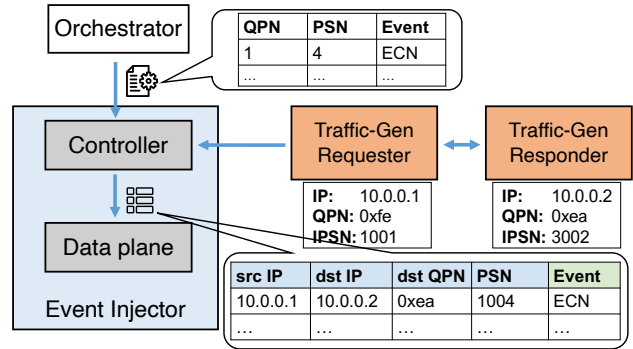 Orchestrator
QPN PSN Event
1 4 ECN
... ... ...
Controller
Data plane
Event Injector
Traffic-Gen
Requester
IP: 10.0.0.1
QPN: 0xfe
IPSN: 1001
Traffic-Gen
Responder
IP: 10.0.0.2
QPN: 0xea
IPSN: 3002
src IP dst IP dst QPN PSN Event
10.0.0.1 10.0.0.2 0xea 1004 ECN
... ... ... ... ...